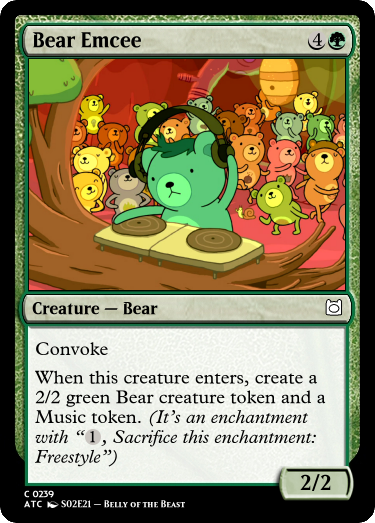 Bear Emcee 4
Creature — Bear
Convoke
When this creature enters, create a
2/2 green Bear creature token and a
Music token. (It's an enchantment
with “1, Sacrifice this enchantment:
Freestyle”)
2/2
C 0239
ATC S02E21 – Belly of the Beast